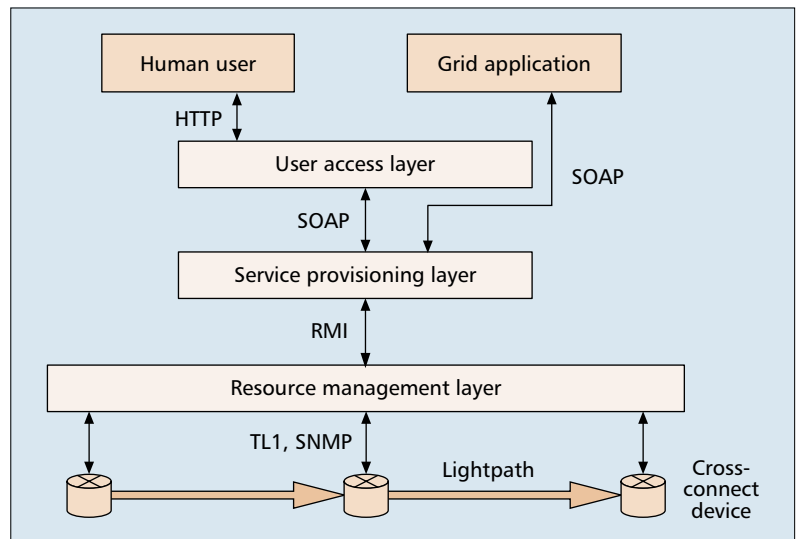 Human user
Grid application
HTTP
User access layer
SOAP
SOAP
Service provisioning layer
RMI
Resource management layer
TL1, SNMP
Lightpath
Cross-
connect
device